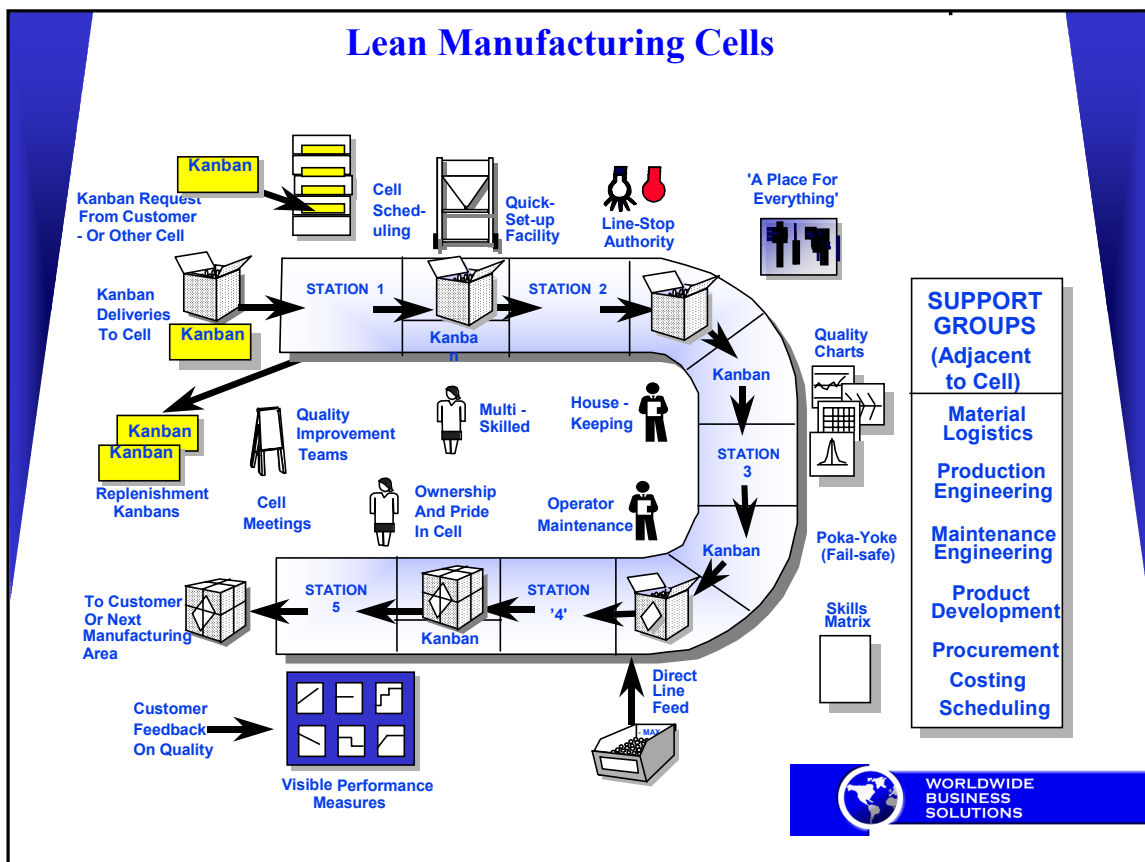 Lean Manufacturing Cells
Kanban
Kanban Request
From Customer
- Or Other Cell
Cell
Sched-
uling
Quick-
Set-up
Facility
Line-Stop
Authority
'A Place For
Everything'
Kanban
Deliveries
To Cell
Kanban
STATION 1
Kanba
n
STATION 2
Kanban
STATION
3
Kanban
Quality
Charts
Kanban
Kanban
Replenishment
Kanbans
Quality
Improvement
Teams
Multi -
Skilled
House -
Keeping
Cell
Meetings
Ownership
And Pride
In Cell
Operator
Maintenance
Poka-Yoke
(Fail-safe)
Skills
Matrix
To Customer
Or Next
Manufacturing
Area
STATION
5
Kanban
STATION
'4'
Direct
Line
Feed
- MAX
Customer
Feedback
On Quality
Visible Performance
Measures
SUPPORT
GROUPS
(Adjacent
to Cell)
Material
Logistics
Production
Engineering
Maintenance
Engineering
Product
Development
Procurement
Costing
Scheduling
WORLDWIDE
BUSINESS
SOLUTIONS